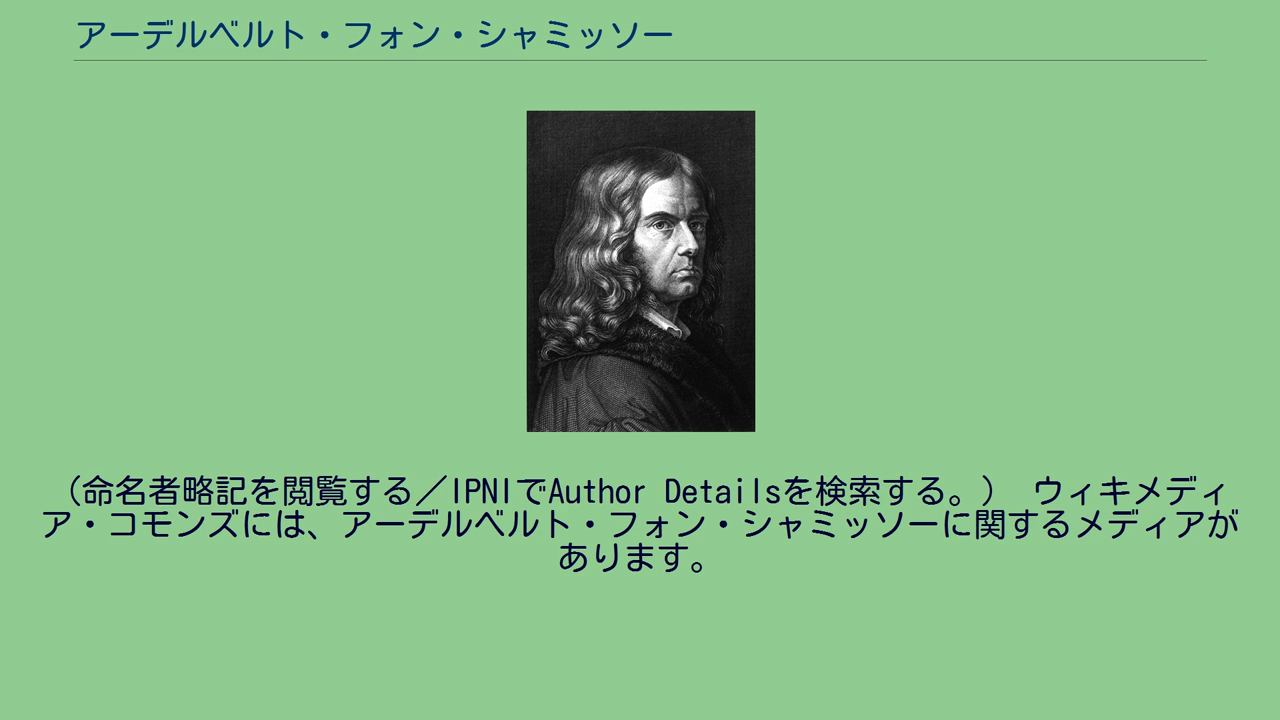 アーデルベルト・フォン・シャミッソー
（命名者略記を閲覧する／IPNIでAuthor Detailsを検索する。）　ウィキメディ
ア・コモンズには、アーデルベルト・フォン・シャミッソーに関するメディアが
あります。